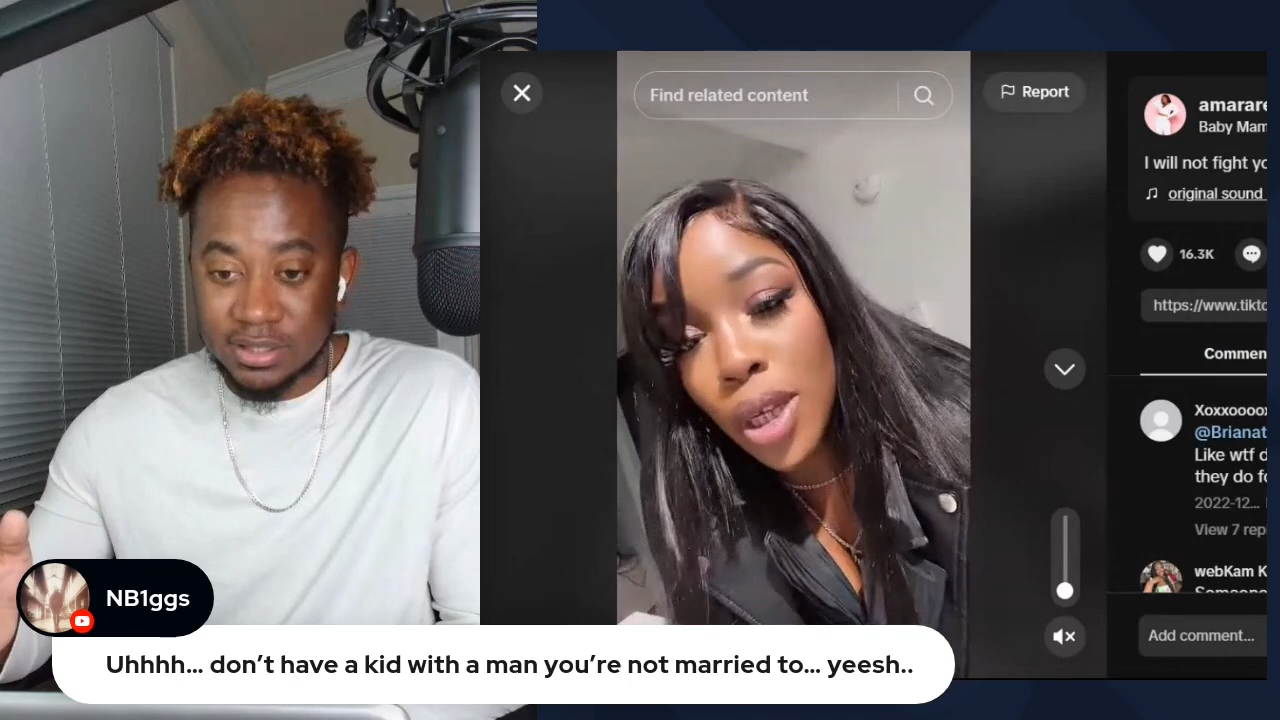 Find related content
Report
amarare
Baby Mam
I will not fight yo
original sound
16.3K
https://www.tikto
Commen
Xoxxoooox
@Brianat
Like wtf d
they do fo
2022-12...
View 7 rep
webKam K
Add comment...
NB1ggs
Uhhhh... don’t have a kid with a man you’re not married to... yeesh..